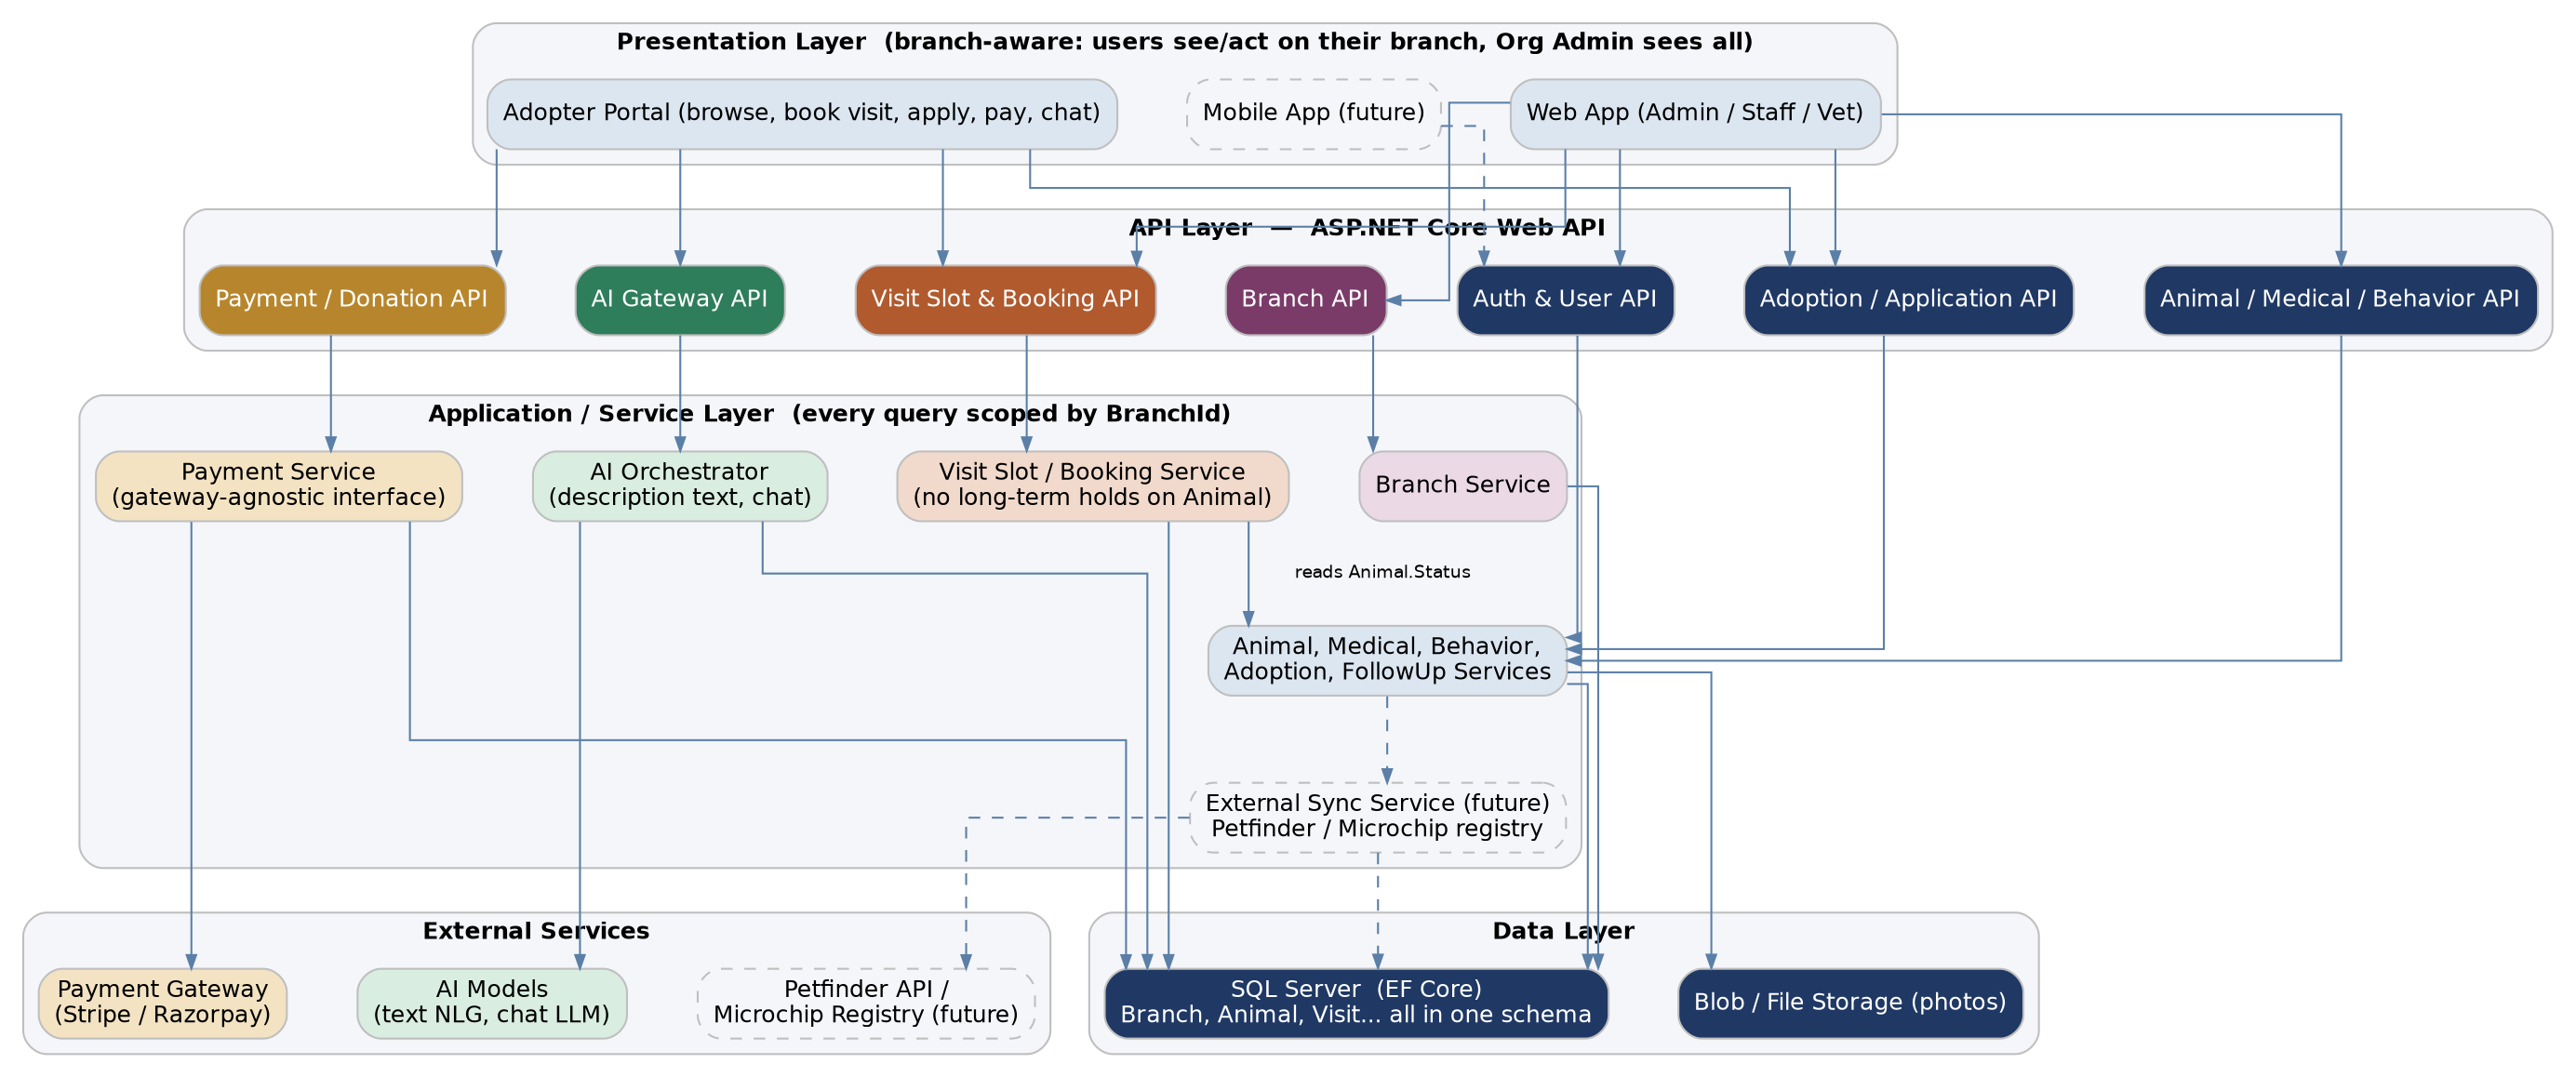 Presentation Layer  (branch-aware: users see/act on their branch, Org Admin sees all)
Adopter Portal (browse, book visit, apply, pay, chat)
Mobile App (future)
Web App (Admin / Staff / Vet)
API Layer  —  ASP.NET Core Web API
Payment / Donation API
AI Gateway API
Visit Slot & Booking API
Branch API
Auth & User API
Adoption / Application API
Animal / Medical / Behavior API
Application / Service Layer  (every query scoped by BranchId)
Payment Service
(gateway-agnostic interface)
AI Orchestrator
(description text, chat)
Visit Slot / Booking Service
(no long-term holds on Animal)
Branch Service
reads Animal.Status
Animal, Medical, Behavior,
Adoption, FollowUp Services
External Sync Service (future)
Petfinder / Microchip registry
External Services
Payment Gateway
(Stripe / Razorpay)
AI Models
(text NLG, chat LLM)
Petfinder API /
Microchip Registry (future)
Data Layer
SQL Server  (EF Core)
Branch, Animal, Visit... all in one schema
Blob / File Storage (photos)